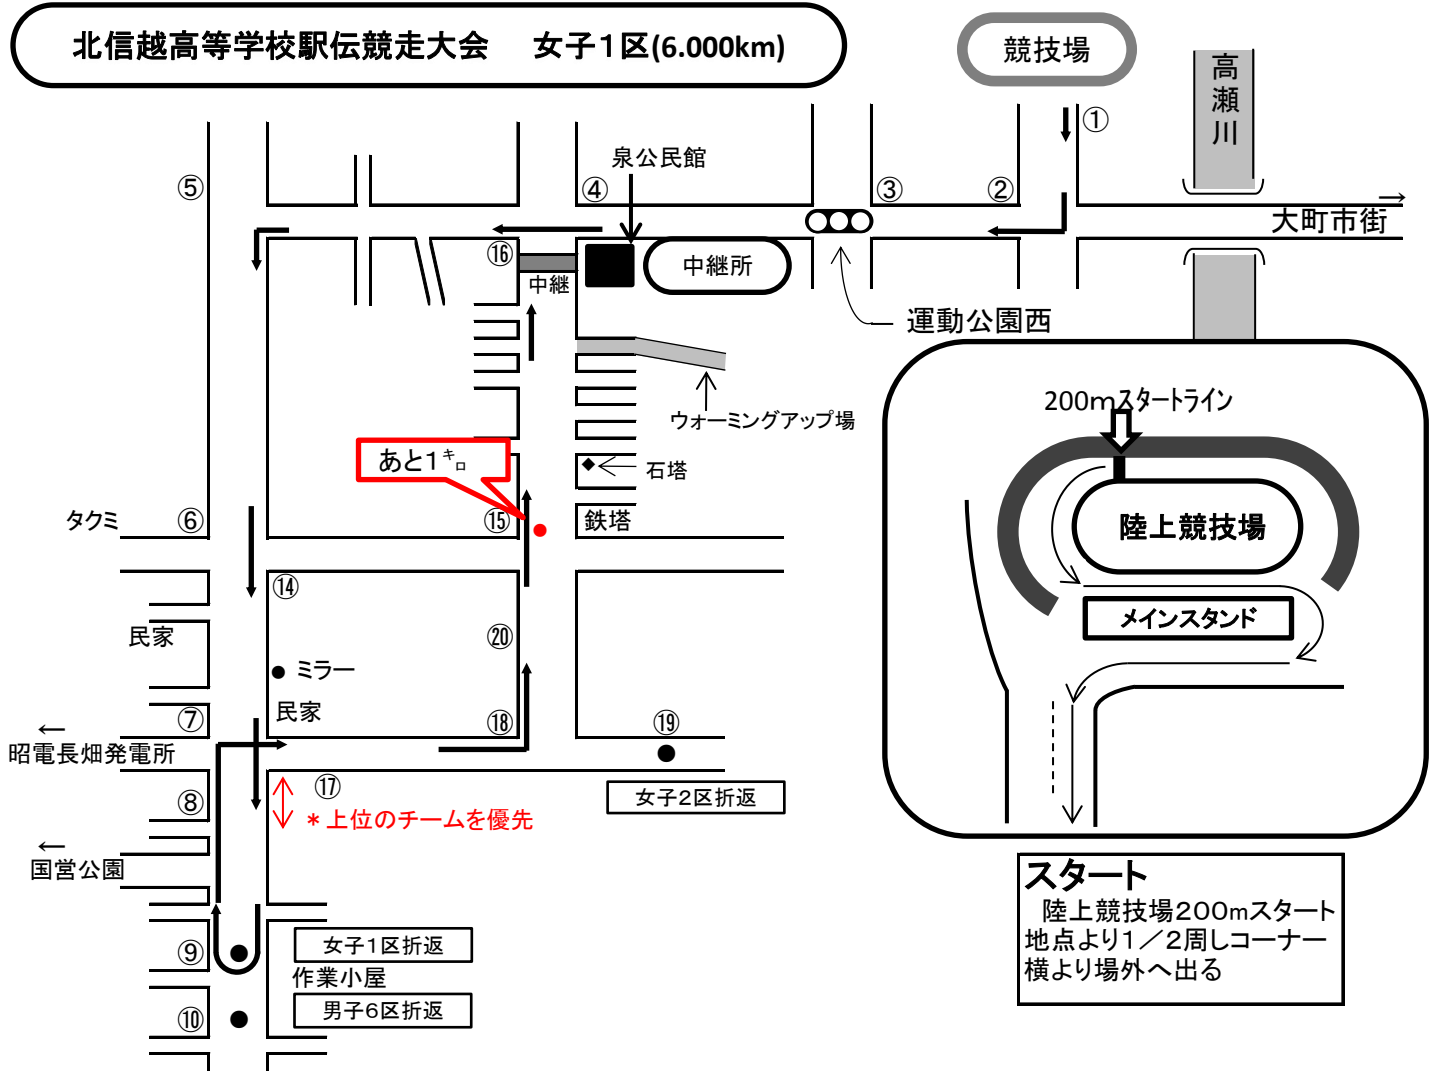 北信越高等学校駅伝競走大会　女子1区(6.000km)
競技場
高瀬川
①
⑤
泉公民館
④
③
②
→
大町市街
⑯
中継所
中継
運動公園西
ウォーミングアップ場
200mスタートライン
あと1㌔
石塔
タクミ
⑥
⑮
鉄塔
陸上競技場
⑭
メインスタンド
民家
⑳
ミラー
⑦
民家
⑱
⑲
←
昭電長畑発電所
⑧
⑰
女子2区折返
＊上位のチームを優先
←
国営公園
スタート
陸上競技場200mスタート
地点より1／2周しコーナー
横より場外へ出る
⑨
女子1区折返
作業小屋
⑩
男子6区折返